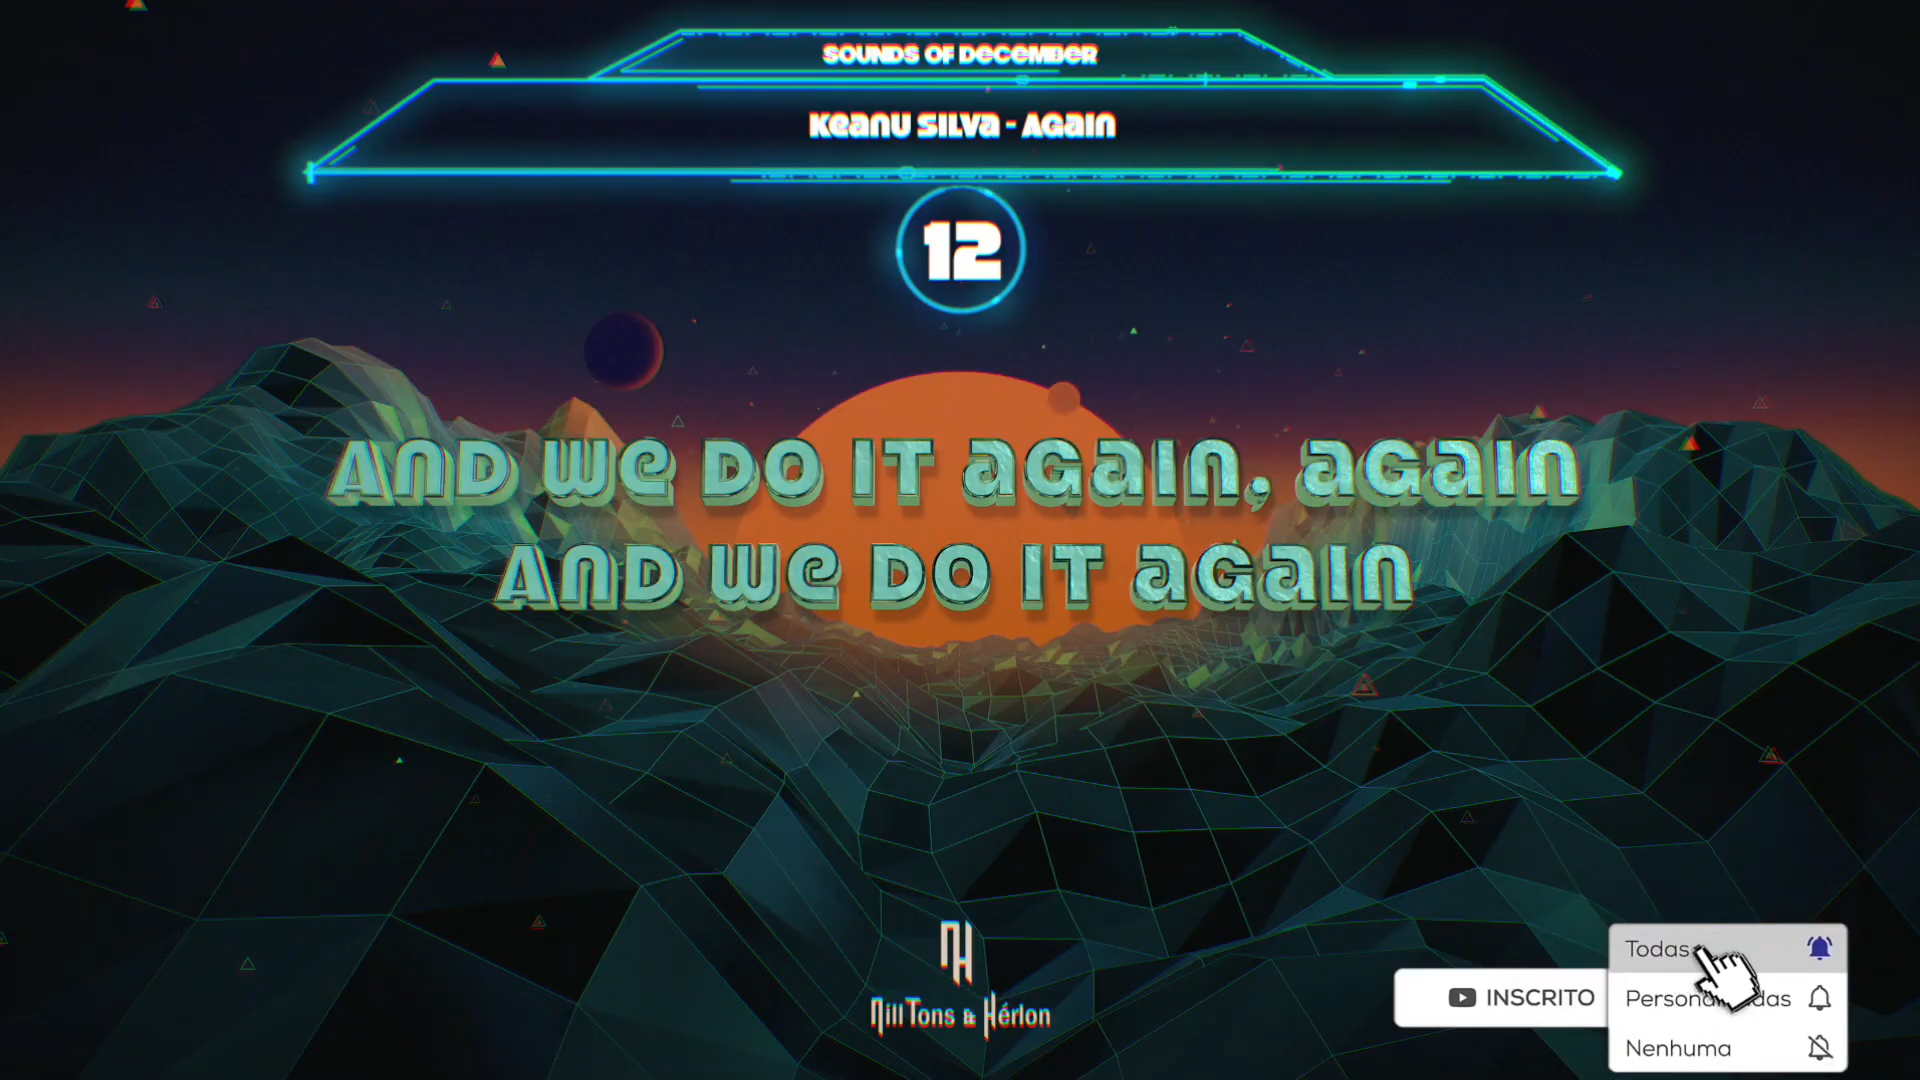 SOUNDS OF DECEMBER
KEANU SILVA - AGAIN
12
AND WE DO IT AGAIN, AGAIN
AND WE DO IT AGAIN
NH
NillTons & Hérlon
INSCRITO
Todas
Nenhuma